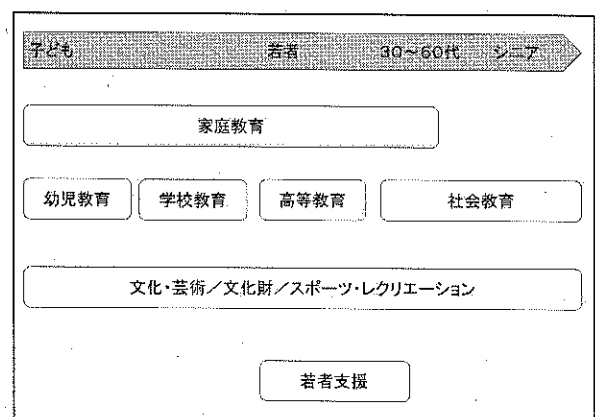 子ども 若者 30～60代 シニア
家庭教育
幼児教育 学校教育 高等教育 社会教育
文化・芸術／文化財／スポーツ・レクリエーション
若者支援